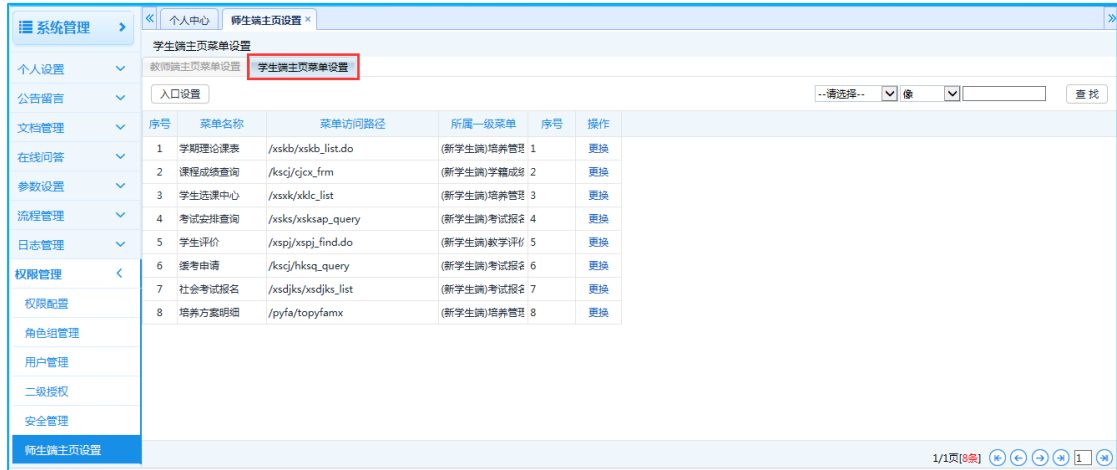 系统管理
个人设置
公告留言
文档管理
在线问答
参数设置
流程管理
日志管理
权限管理
权限配置
角色组管理
用户管理
二级授权
安全管理
师生端主页设置
个人中心 师生端主页设置 ×
学生端主页菜单设置
教师端主页菜单设置 学生端主页菜单设置
入口设置 --请选择-- 像 查 找
序号 菜单名称 菜单访问路径 所属一级菜单 序号 操作
1 学期理论课表 /xskb/xskb_list.do (新学生端)培养管理 1 更换
2 课程成绩查询 /kscj/cjcx_frm (新学生端)学籍成绩 2 更换
3 学生选课中心 /xsxk/xklc_list (新学生端)培养管理 3 更换
4 考试安排查询 /xsks/xsksap_query (新学生端)考试报名 4 更换
5 学生评价 /xspj/xspj_find.do (新学生端)教学评价 5 更换
6 缓考申请 /kscj/hksq_query (新学生端)考试报名 6 更换
7 社会考试报名 /xsdjks/xsdjks_list (新学生端)考试报名 7 更换
8 培养方案明细 /pyfa/topyfamx (新学生端)培养管理 8 更换
1/1页[8条] 1